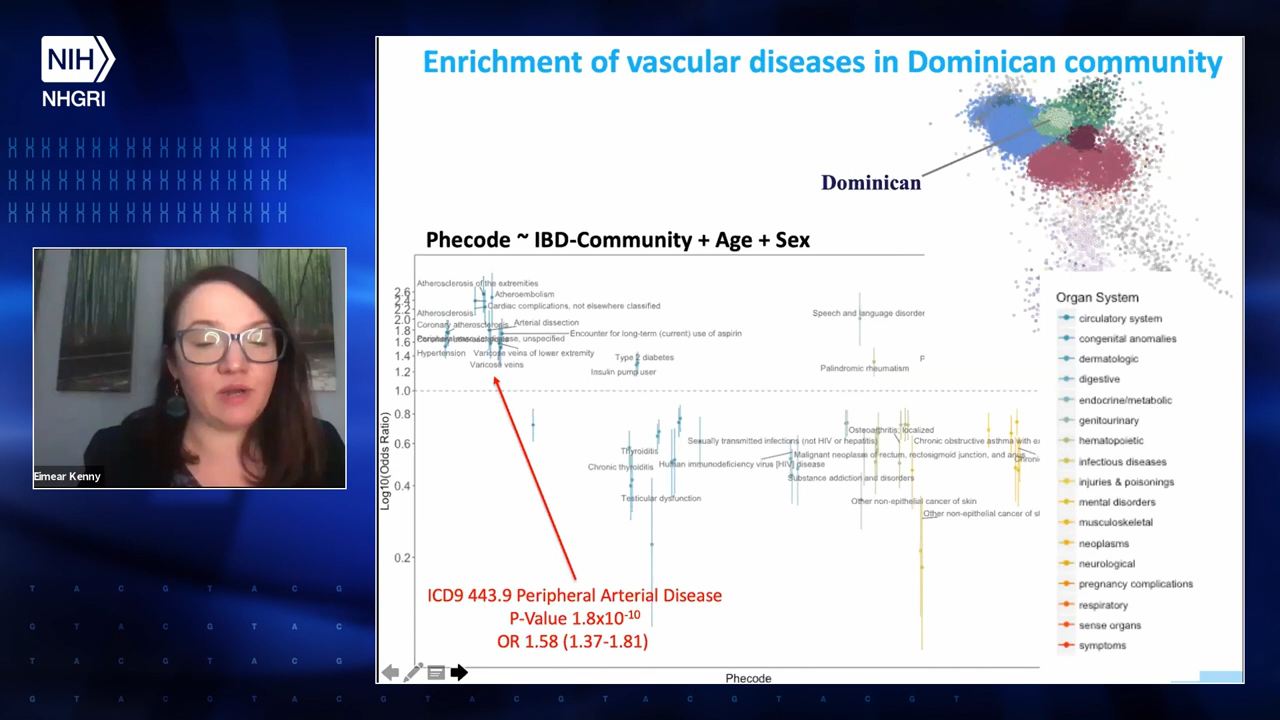 NIH
NHGRI
Enrichment of vascular diseases in Dominican community
Dominican
Phecode ~ IBD-Community + Age + Sex
Atherosclerosis of the extremities
Atheroembolism
Cardiac complications, not elsewhere classified
Atherosclerosis
Coronary atherosclerosis
Arterial dissection
Encounter for long-term (current) use of aspirin
disease, unspecified
Hypertension
Varicose veins of lower extremity
Varicose veins
Type 2 diabetes
Insulin pump user
Speech and language disorder
Palindromic rheumatism
P
2.6
2.4
2.2
2.0
1.8
1.6
1.4
1.2
1.0
0.8
0.6
0.4
0.2
Log10(Odds Ratio)
Osteoarthritis; localized
Sexually transmitted infections (not HIV or hepatitis)
Chronic obstructive asthma with e
Thyroiditis
Malignant neoplasm of rectum, rectosigmoid junction, and anus
Chronic thyroiditis
Human immunodeficiency virus [HIV] disease
Substance addiction and disorders
Testicular dysfunction
Other non-epithelial cancer of skin
Other non-epithelial cancer of sk
ICD9 443.9 Peripheral Arterial Disease
P-Value 1.8x10-10
OR 1.58 (1.37-1.81)
Phecode
Organ System
circulatory system
congenital anomalies
dermatologic
digestive
endocrine/metabolic
genitourinary
hematopoietic
infectious diseases
injuries & poisonings
mental disorders
musculoskeletal
neoplasms
neurological
pregnancy complications
respiratory
sense organs
symptoms
Eimear Kenny